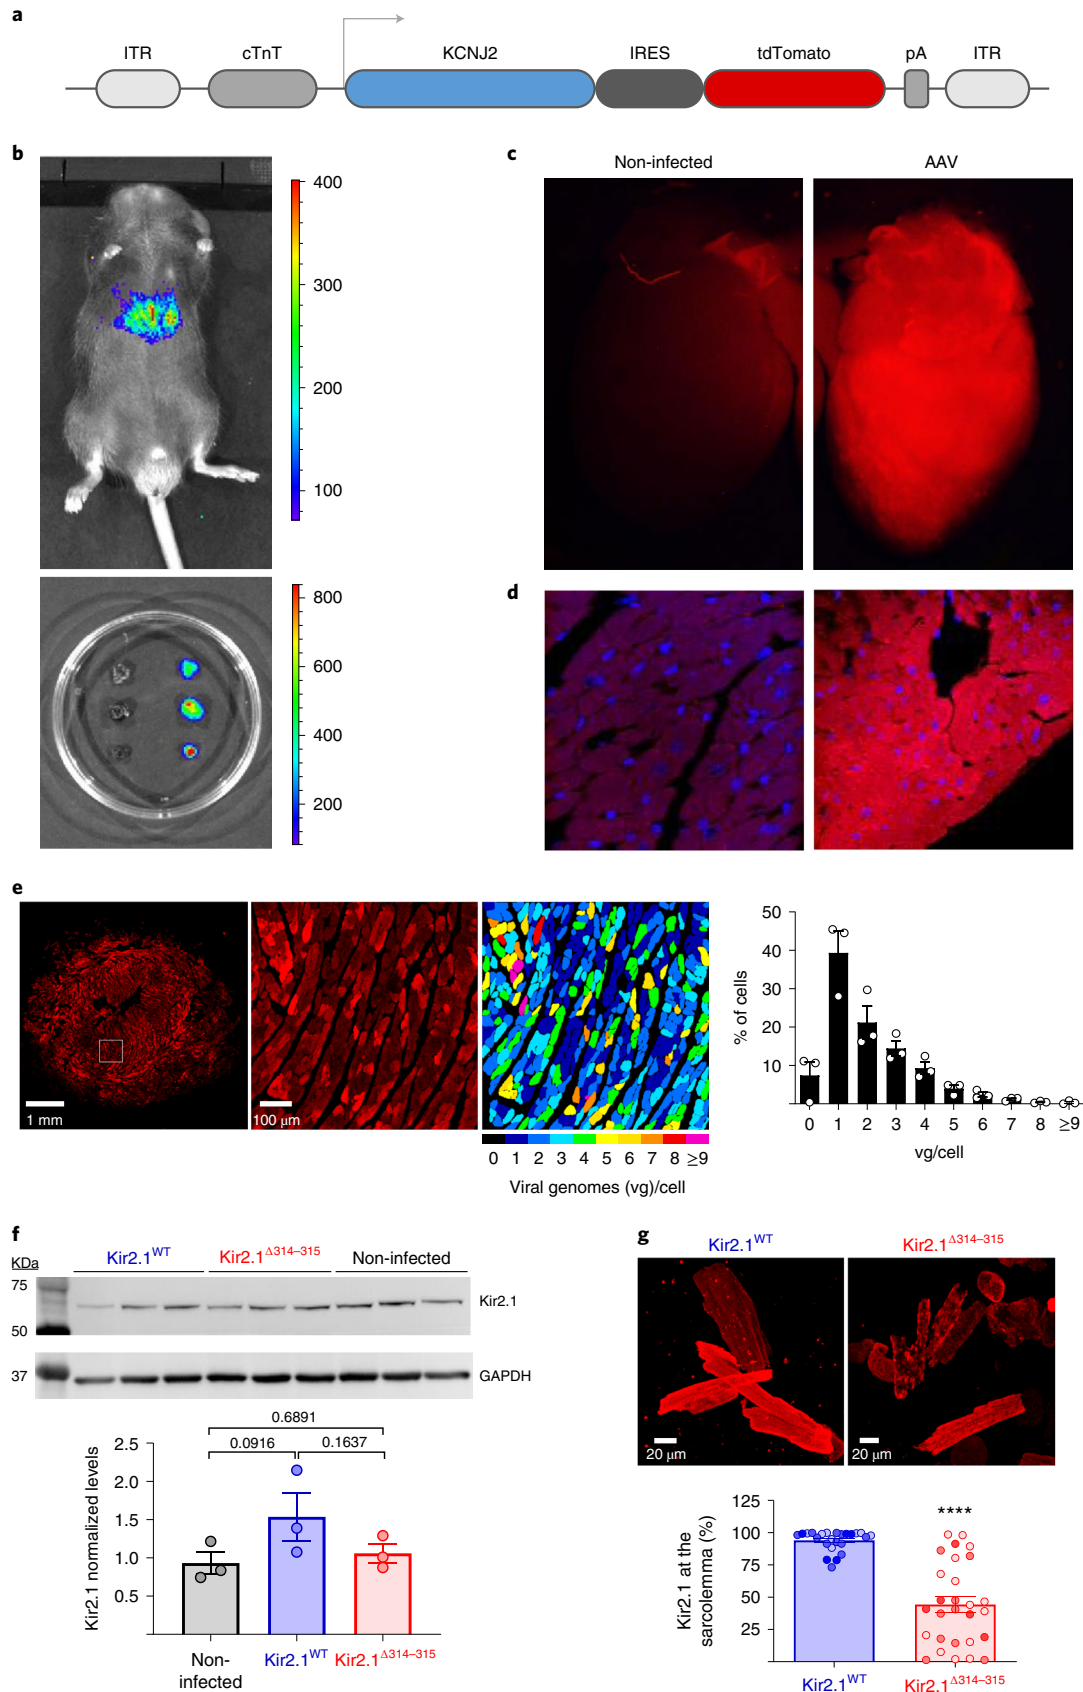 a
ITR cTnT KCNJ2 IRES tdTomato pA ITR
b
400
300
200
100
800
600
400
200
c
Non-infected AAV
d
e
1 mm
100 µm
0 1 2 3 4 5 6 7 8 ≥9
Viral genomes (vg)/cell
% of cells
50
40
30
20
10
0 1 2 3 4 5 6 7 8 ≥9
vg/cell
f
KDa
Kir2.1WT Kir2.1Δ314–315 Non-infected
75
50
Kir2.1
37
GAPDH
0.6891
0.0916 0.1637
Kir2.1 normalized levels
2.5
2.0
1.5
1.0
0.5
Non-
infected
Kir2.1WT Kir2.1Δ314–315
g
Kir2.1WT Kir2.1Δ314–315
20 µm 20 µm
Kir2.1 at the
sarcolemma (%)
125
100
75
50
25
****
Kir2.1WT Kir2.1Δ314–315